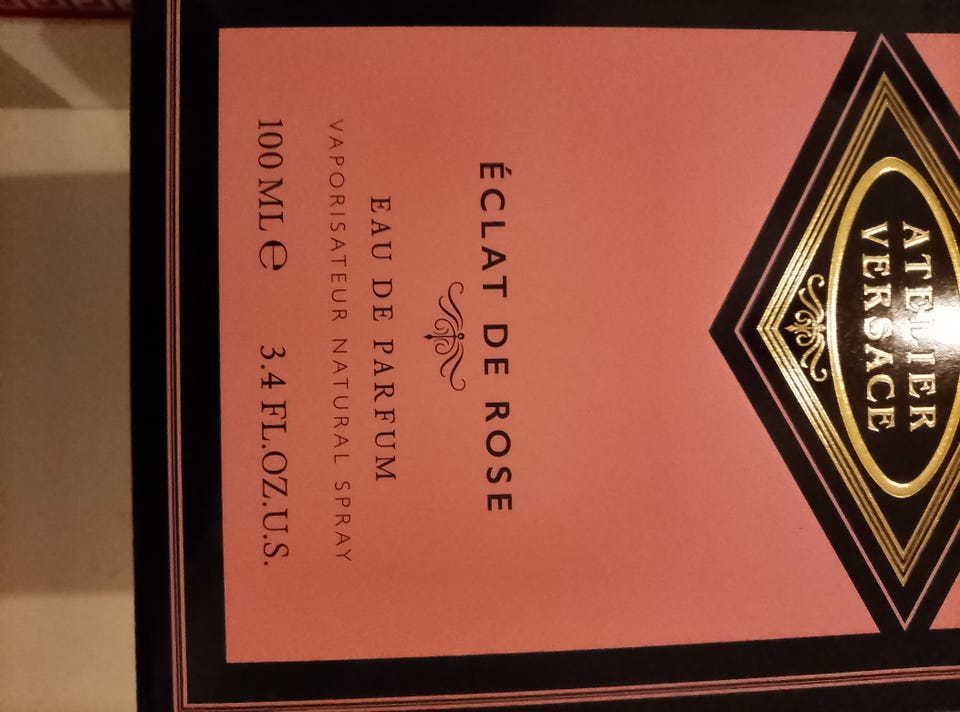 ATELIER
VERSACE
ÉCLAT DE ROSE
EAU DE PARFUM
VAPORISATEUR NATURAL SPRAY
100 ML ℮ 3.4 FL.OZ.U.S.